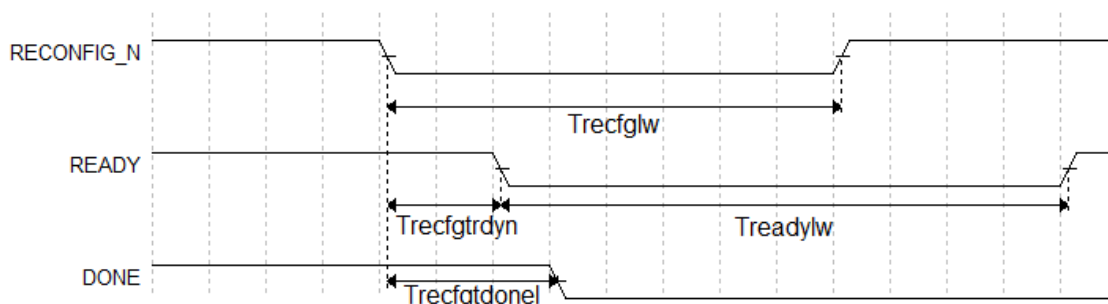 RECONFIG_N
Trecfglw
READY
Trecfgtrdyn
Treadylw
DONE
Trecfgtdonel